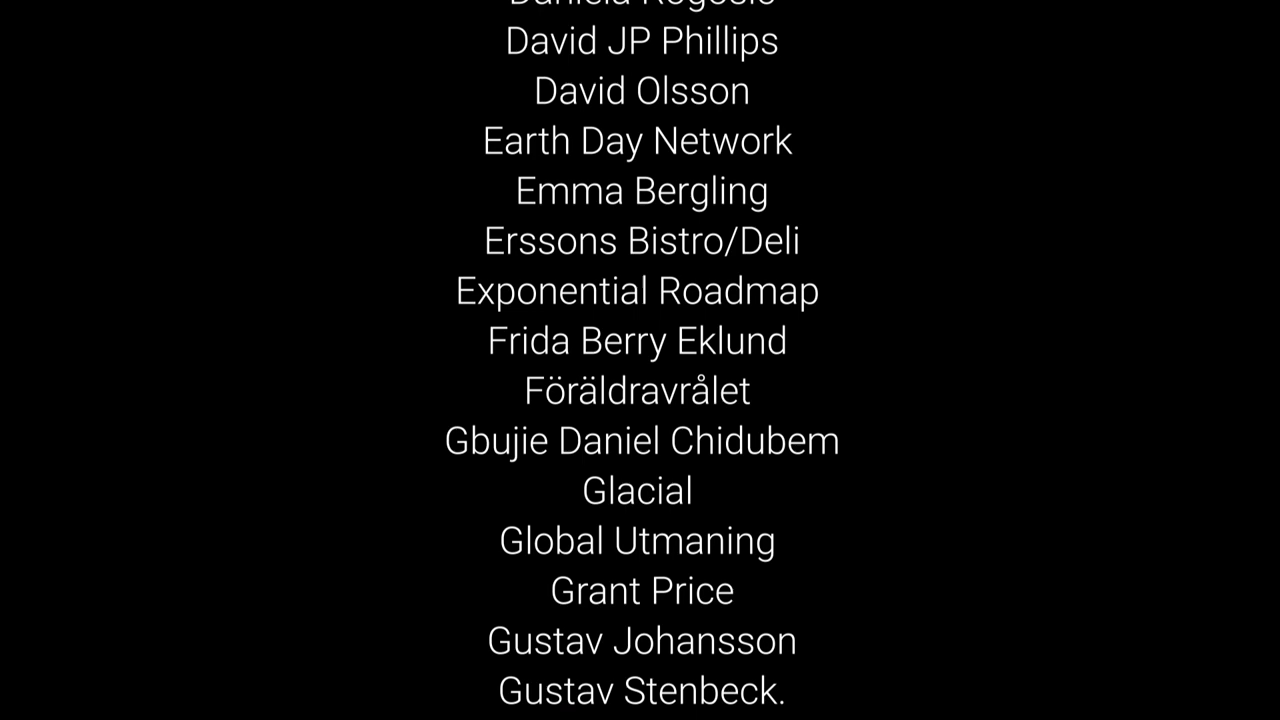 David JP Phillips
David Olsson
Earth Day Network
Emma Bergling
Erssons Bistro/Deli
Exponential Roadmap
Frida Berry Eklund
Föräldravrålet
Gbujie Daniel Chidubem
Glacial
Global Utmaning
Grant Price
Gustav Johansson
Gustav Stenbeck.